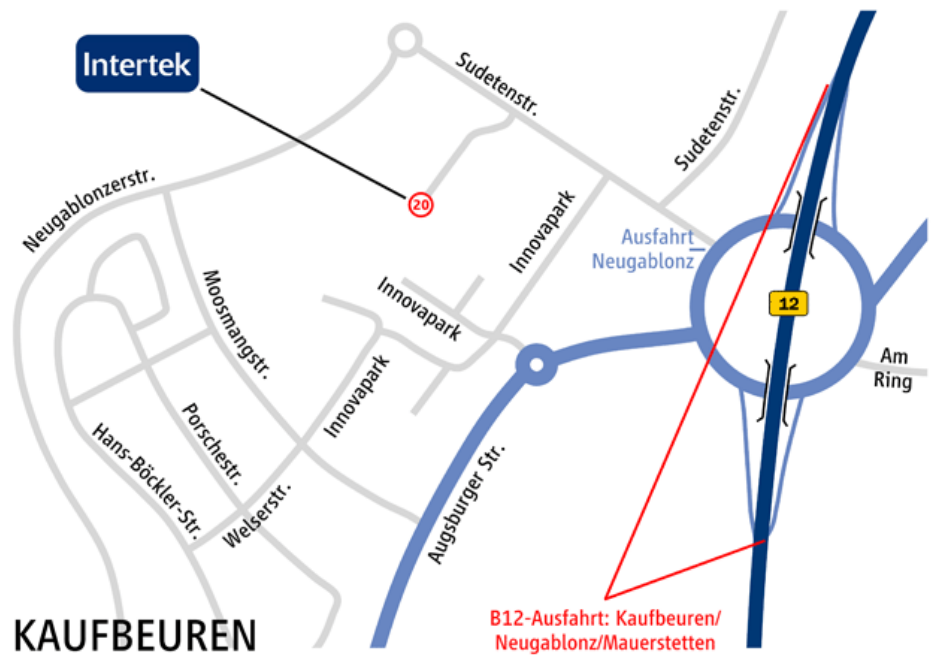 Intertek
Sudetenstr.
Sudetenstr.
Neugablonzerstr.
20
Innovapark
Ausfahrt
Neugablonz
Moosmangstr.
Innovapark
12
Innovapark
Am
Ring
Porschestr.
Hans-Böckler-Str.
Welserstr.
Augsburger Str.
B12-Ausfahrt: Kaufbeuren/
Neugablonz/Mauerstetten
KAUFBEUREN